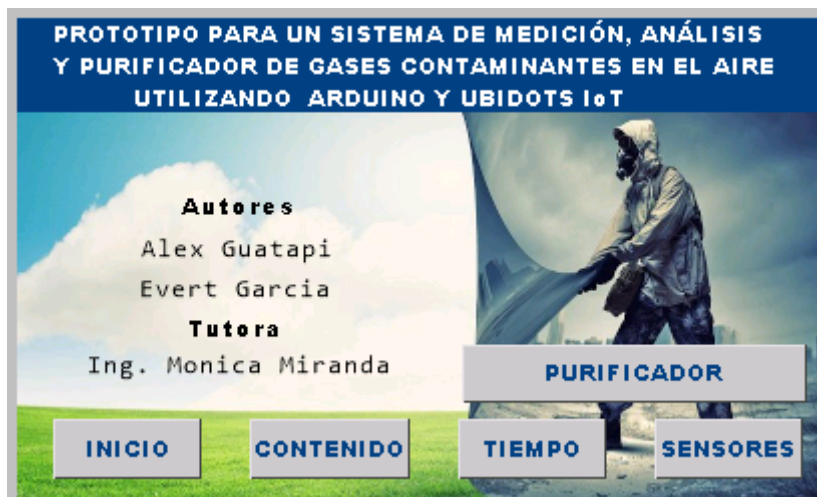 PROTOTIPO PARA UN SISTEMA DE MEDICIÓN, ANÁLISIS
Y PURIFICADOR DE GASES CONTAMINANTES EN EL AIRE
UTILIZANDO ARDUINO Y UBIDOTS IoT
Autores
Alex Guatapi
Evert Garcia
Tutora
Ing. Monica Miranda
PURIFICADOR
INICIO
CONTENIDO
TIEMPO
SENSORES